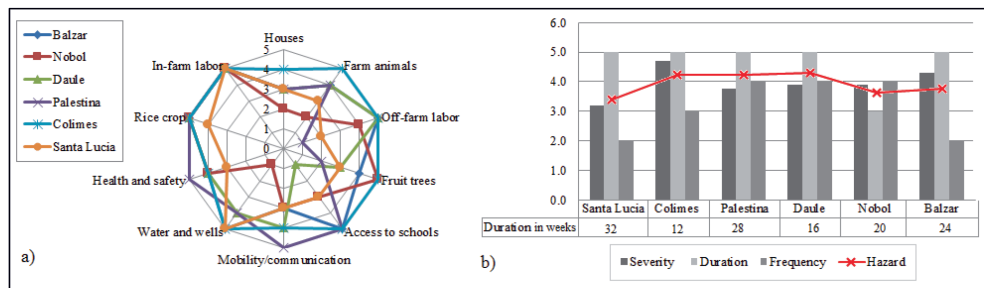 Balzar
Nobol
Daule
Palestina
Colimes
Santa Lucia
Houses
Farm animals
Off-farm labor
Fruit trees
Access to schools
Mobility/communication
Water and wells
Health and safety
Rice crop
In-farm labor
5
4
3
2
1
0
a)
6.0
5.0
4.0
3.0
2.0
1.0
0.0
Santa Lucia Colimes Palestina Daule Nobol Balzar
Duration in weeks 32 12 28 16 20 24
b)
Severity Duration Frequency Hazard